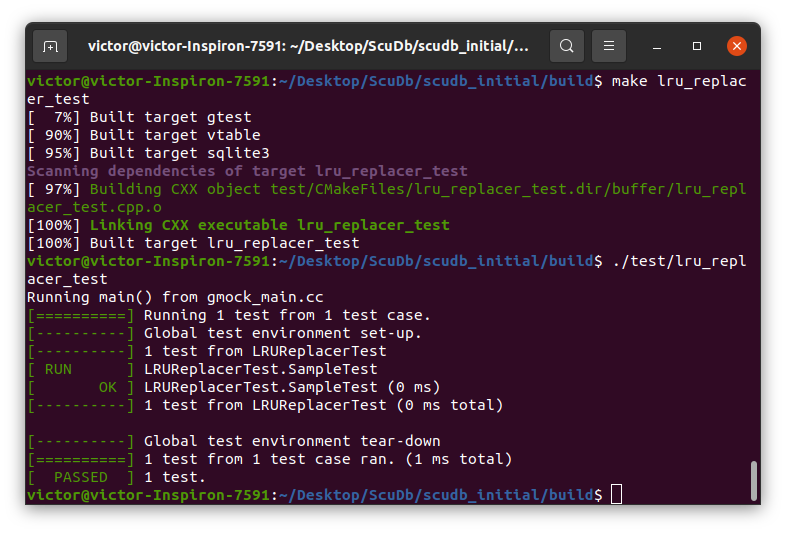 victor@victor-Inspiron-7591: ~/Desktop/ScuDb/scudb_initial/...
victor@victor-Inspiron-7591:~/Desktop/ScuDb/scudb_initial/build$ make lru_replac
er_test
[  7%] Built target gtest
[ 90%] Built target vtable
[ 95%] Built target sqlite3
Scanning dependencies of target lru_replacer_test
[ 97%] Building CXX object test/CMakeFiles/lru_replacer_test.dir/buffer/lru_repl
acer_test.cpp.o
[100%] Linking CXX executable lru_replacer_test
[100%] Built target lru_replacer_test
victor@victor-Inspiron-7591:~/Desktop/ScuDb/scudb_initial/build$ ./test/lru_repl
acer_test
Running main() from gmock_main.cc
[==========] Running 1 test from 1 test case.
[----------] Global test environment set-up.
[----------] 1 test from LRUReplacerTest
[ RUN      ] LRUReplacerTest.SampleTest
[       OK ] LRUReplacerTest.SampleTest (0 ms)
[----------] 1 test from LRUReplacerTest (0 ms total)

[----------] Global test environment tear-down
[==========] 1 test from 1 test case ran. (1 ms total)
[  PASSED  ] 1 test.
victor@victor-Inspiron-7591:~/Desktop/ScuDb/scudb_initial/build$